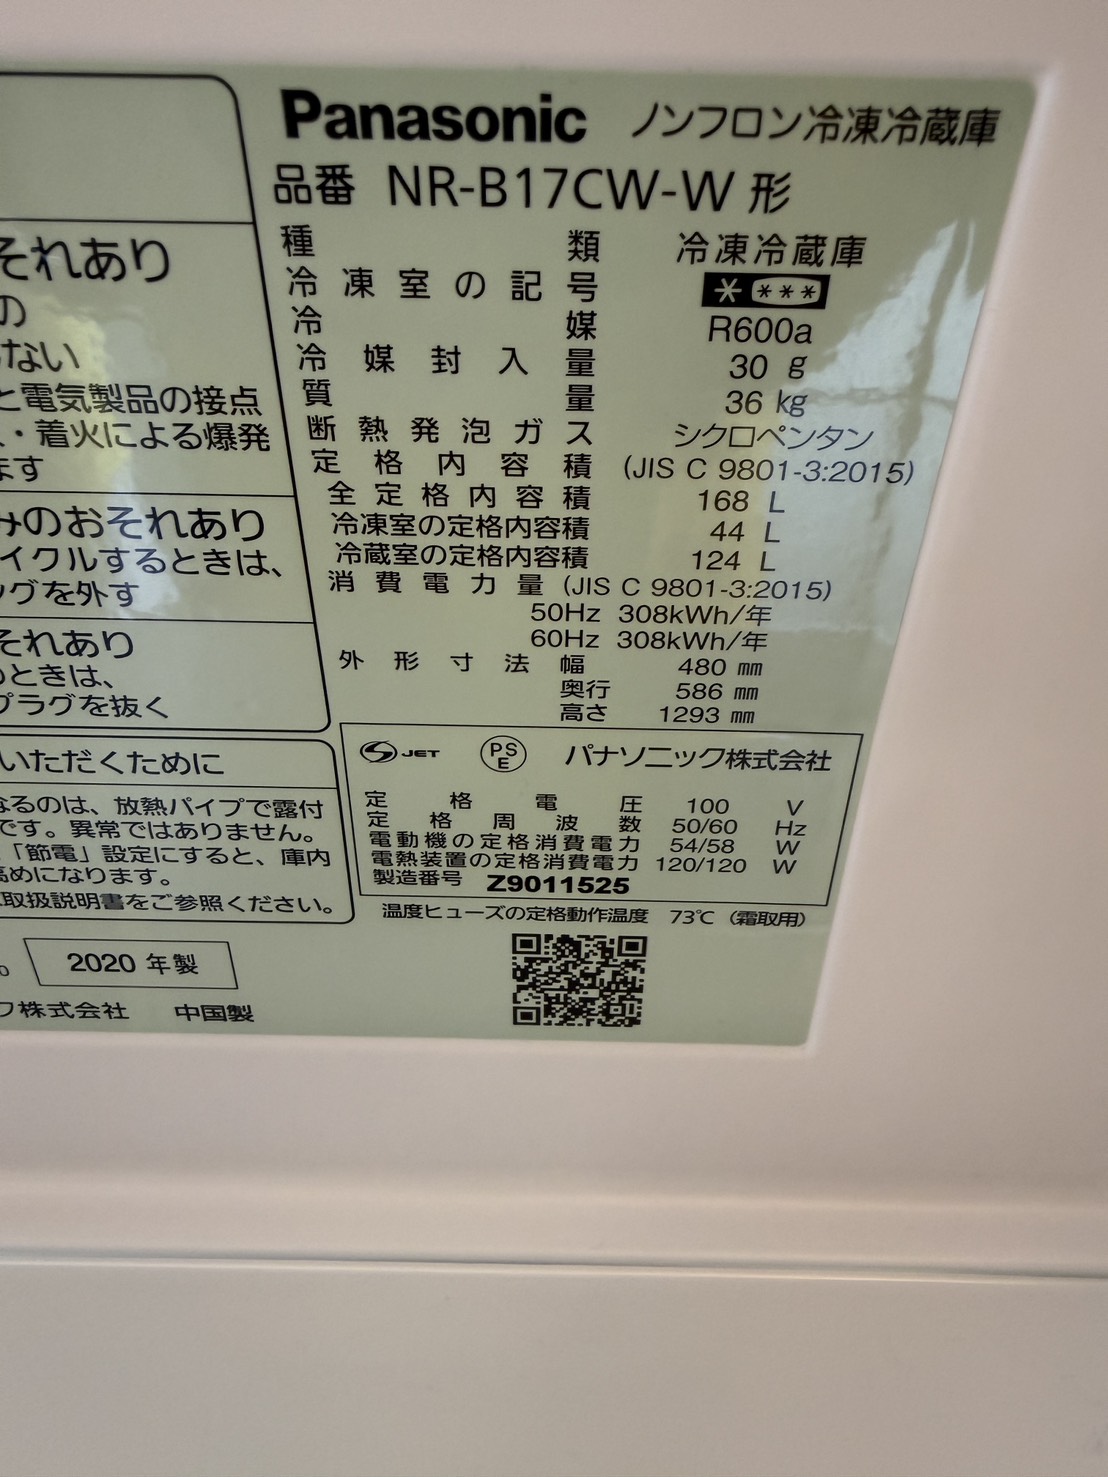 Panasonic ノンフロン冷凍冷蔵庫
品番 NR-B17CW-W 形
種類 冷凍冷蔵庫
冷凍室の記号 * ***
冷媒 R600a
冷媒封入量 30 g
質量 36 kg
断熱発泡ガス シクロペンタン
定格内容積 (JIS C 9801-3:2015)
全定格内容積 168 L
冷凍室の定格内容積 44 L
冷蔵室の定格内容積 124 L
消費電力量 (JIS C 9801-3:2015)
50Hz 308kWh/年
60Hz 308kWh/年
外形寸法 幅 480 mm
奥行 586 mm
高さ 1293 mm
JET PSE パナソニック株式会社
定格電圧 100 V
定格周波数 50/60 Hz
電動機の定格消費電力 54/58 W
電熱装置の定格消費電力 120/120 W
製造番号 Z9011525
温度ヒューズの定格動作温度 73℃ (霜取用)
それあり
の
ない
と電気製品の接点
・着火による爆発
ます
みのおそれあり
イクルするときは、
グを外す
それあり
のときは、
プラグを抜く
いただくために
なるのは、放熱パイプで露付
です。異常ではありません。
「節電」設定にすると、庫内
高めになります。
取扱説明書をご参照ください。
2020 年製
ク株式会社 中国製